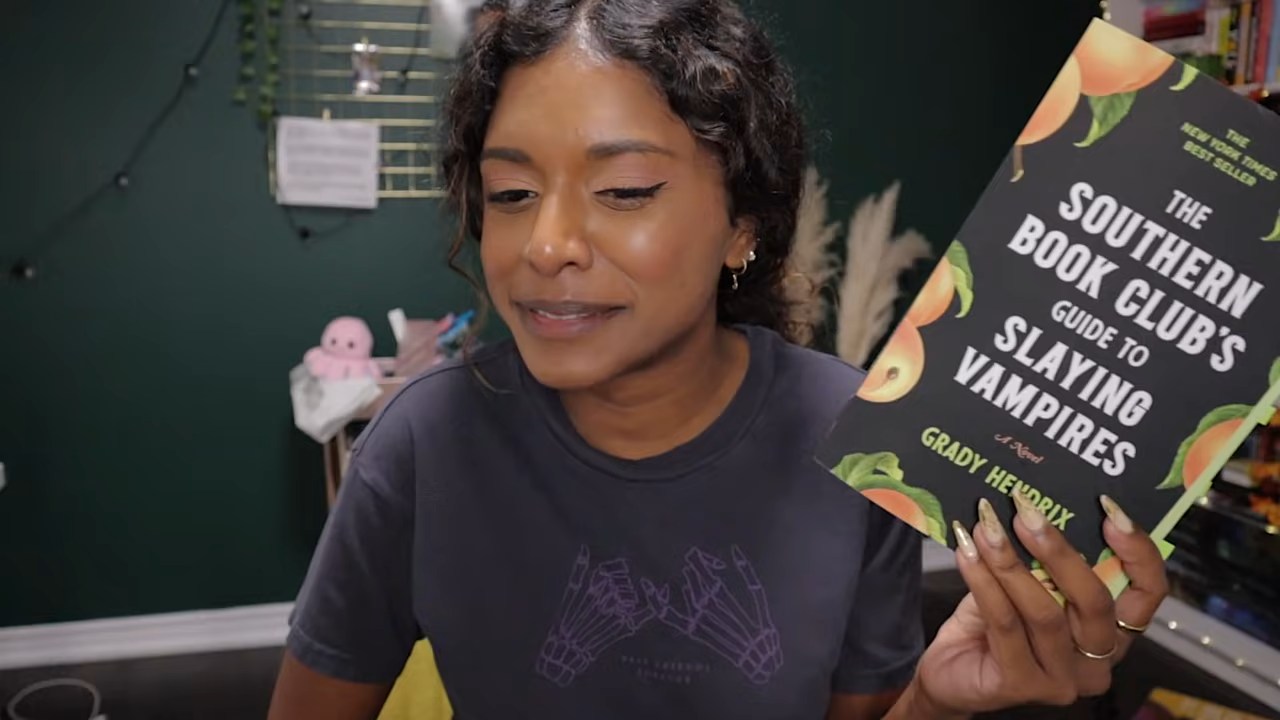 THE
NEW YORK TIMES
BEST SELLER
THE
SOUTHERN
BOOK CLUB'S
GUIDE TO
SLAYING
VAMPIRES
A Novel
GRADY HENDRIX